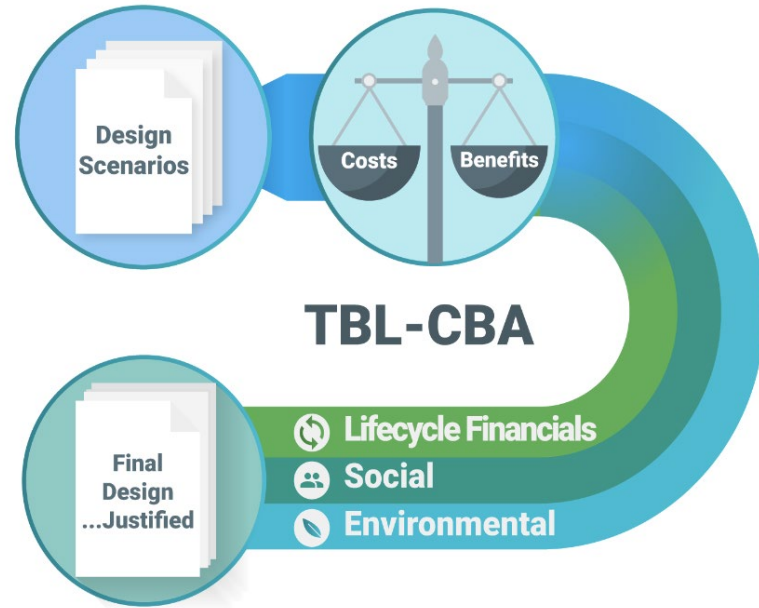 Design
Scenarios
Costs
Benefits
TBL-CBA
Lifecycle Financials
Social
Environmental
Final
Design
...Justified